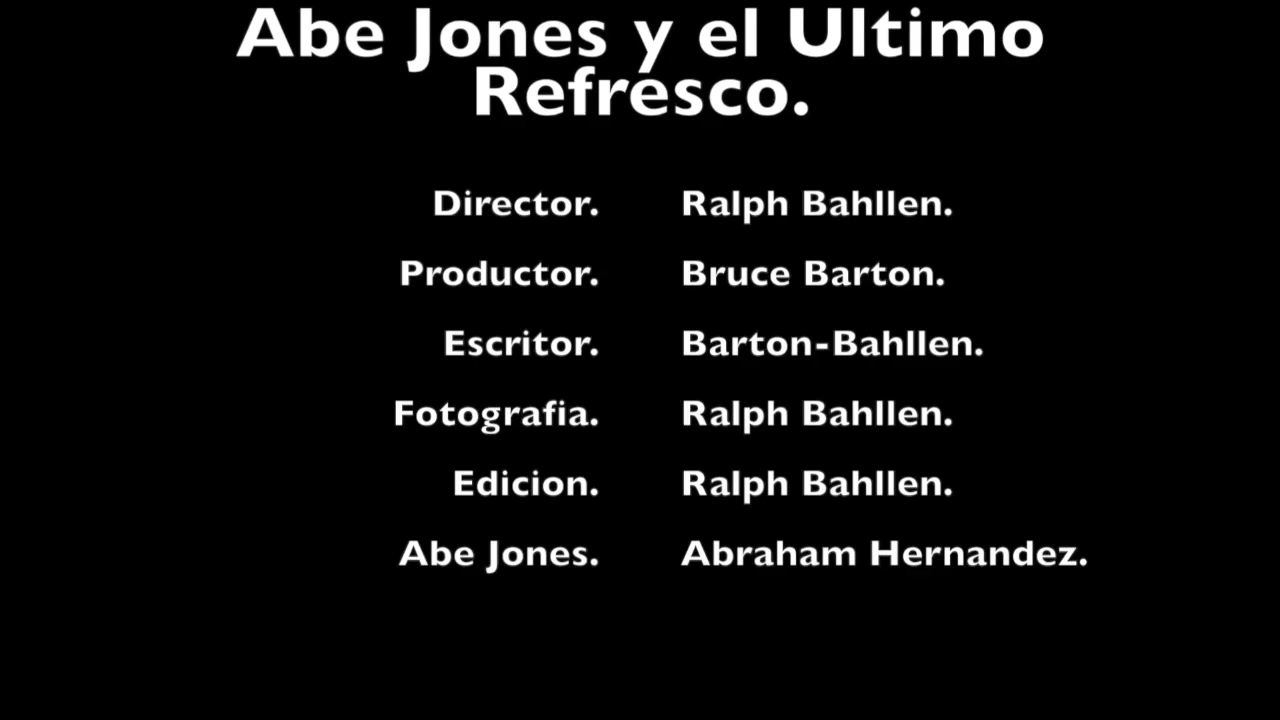 Abe Jones y el Ultimo
Refresco.
Director. Ralph Bahllen.
Productor. Bruce Barton.
Escritor. Barton-Bahllen.
Fotografia. Ralph Bahllen.
Edicion. Ralph Bahllen.
Abe Jones. Abraham Hernandez.